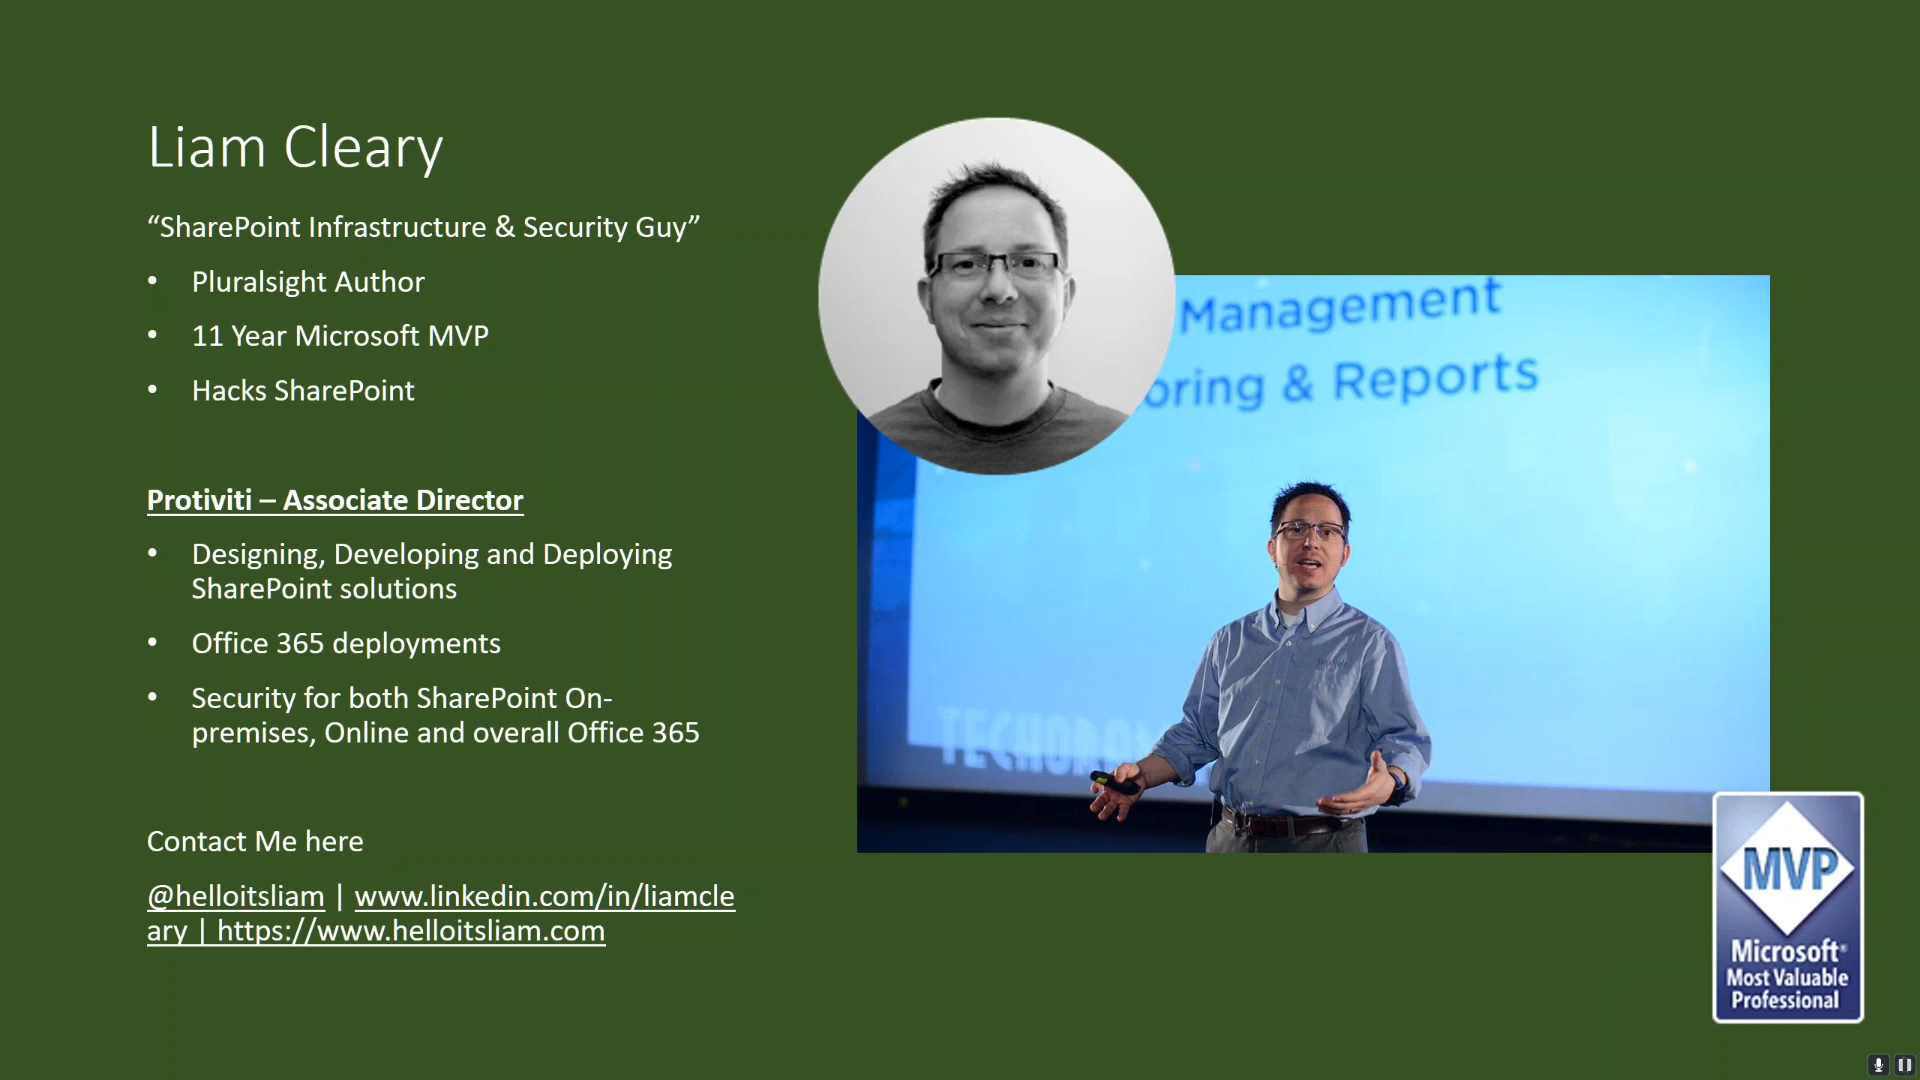 Liam Cleary
“SharePoint Infrastructure & Security Guy”
• Pluralsight Author
• 11 Year Microsoft MVP
• Hacks SharePoint
Protiviti – Associate Director
• Designing, Developing and Deploying
SharePoint solutions
• Office 365 deployments
• Security for both SharePoint On-
premises, Online and overall Office 365
Contact Me here
@helloitsliam | www.linkedin.com/in/liamcle
ary | https://www.helloitsliam.com
Management
oring & Reports
MVP
Microsoft®
Most Valuable
Professional